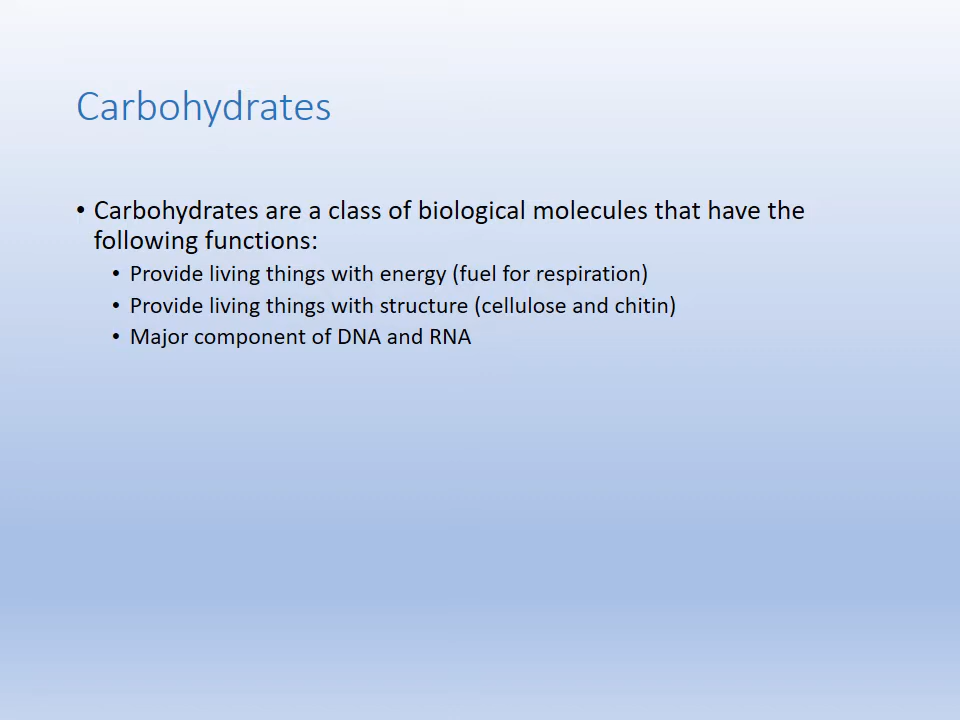 Carbohydrates
• Carbohydrates are a class of biological molecules that have the
following functions:
• Provide living things with energy (fuel for respiration)
• Provide living things with structure (cellulose and chitin)
• Major component of DNA and RNA